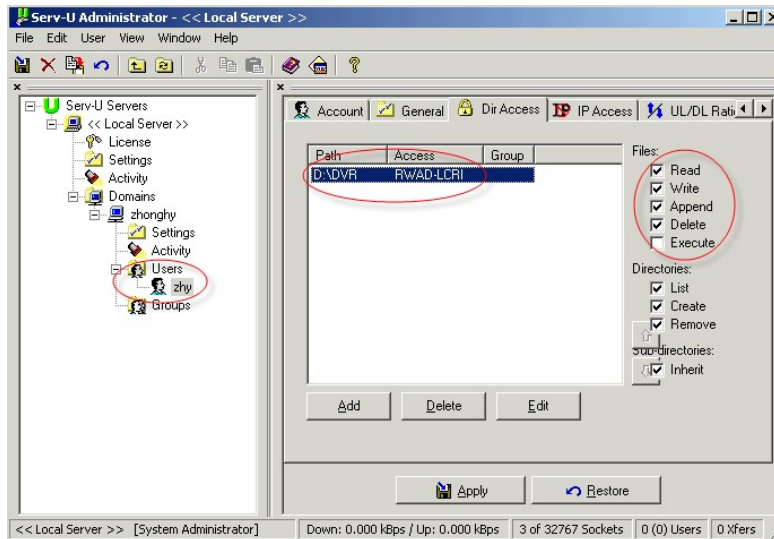 Serv-U Administrator - << Local Server >>
File Edit User View Window Help
Serv-U Servers
<< Local Server >>
License
Settings
Activity
Domains
zhonghy
Settings
Activity
Users
zhy
Groups
Account General Dir Access IP Access UL/DL
Path Access Group
D:\DVR RWAD-LCRI
Files:
Read
Write
Append
Delete
Execute
Directories:
List
Create
Remove
Sub-directories:
Inherit
Add Delete Edit
Apply Restore
<< Local Server >> [System Administrator] Down: 0.000 kBps / Up: 0.000 kBps 3 of 32767 Sockets 0 (0) Users 0 Xfers